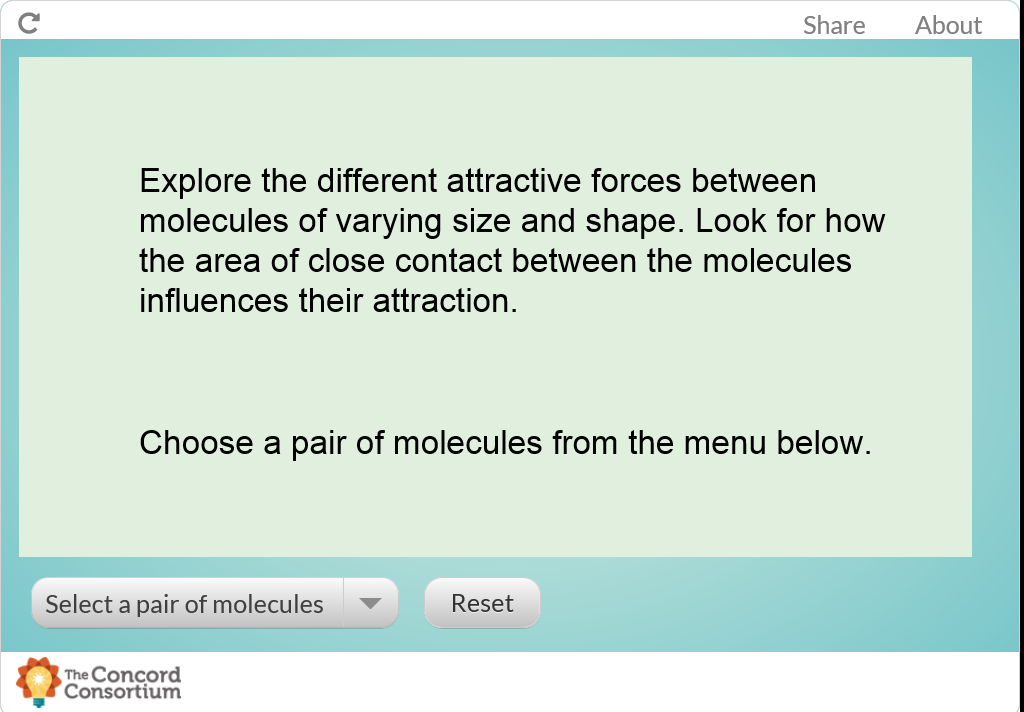 Share About
Explore the different attractive forces between
molecules of varying size and shape. Look for how
the area of close contact between the molecules
influences their attraction.
Choose a pair of molecules from the menu below.
Select a pair of molecules
Reset
The Concord
Consortium